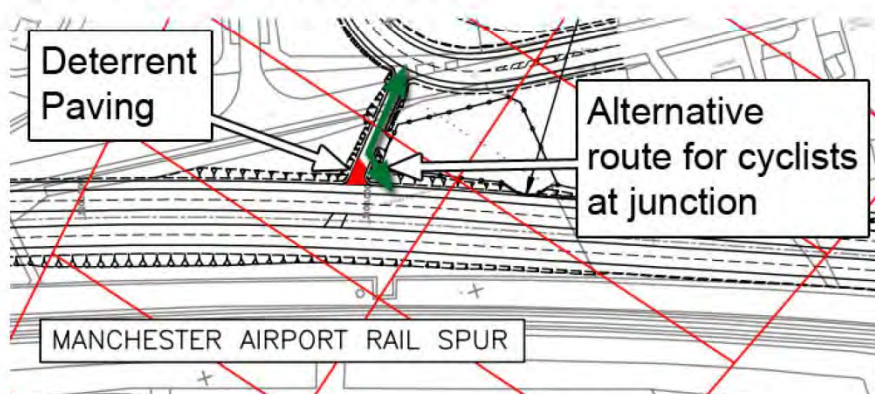 Deterrent
Paving
Alternative
route for cyclists
at junction
MANCHESTER AIRPORT RAIL SPUR